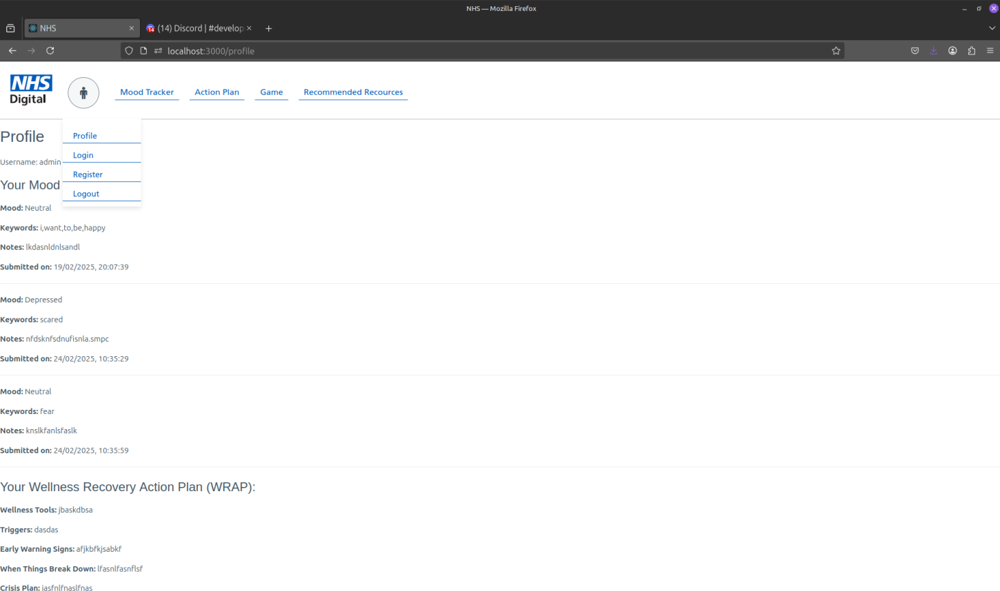 NHS — Mozilla Firefox
NHS
14
(14) Discord | #develop
localhost:3000/profile
NHS
Digital
Mood Tracker
Action Plan
Game
Recommended Recources
Profile
Login
Register
Logout
Profile
Username: admin
Your Mood
Mood: Neutral
Keywords: i,want,to,be,happy
Notes: lkdasnldnlsandl
Submitted on: 19/02/2025, 20:07:39
Mood: Depressed
Keywords: scared
Notes: nfdsknfsdnufisnla.smpc
Submitted on: 24/02/2025, 10:35:29
Mood: Neutral
Keywords: fear
Notes: knslkfanlsfaslk
Submitted on: 24/02/2025, 10:35:59
Your Wellness Recovery Action Plan (WRAP):
Wellness Tools: jbaskdbsa
Triggers: dasdas
Early Warning Signs: afjkbfkjsabkf
When Things Break Down: lfasnlfasnflsf
Crisis Plan: iasfnlfnaslfnas